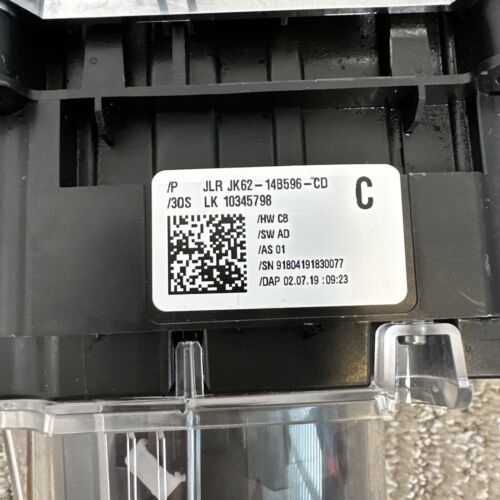 /P JLR JK62-14B596-CD C
/3OS LK 10345798
/HW CB
/SW AD
/AS 01
/SN 91804191830077
/DAP 02.07.19 :09:23